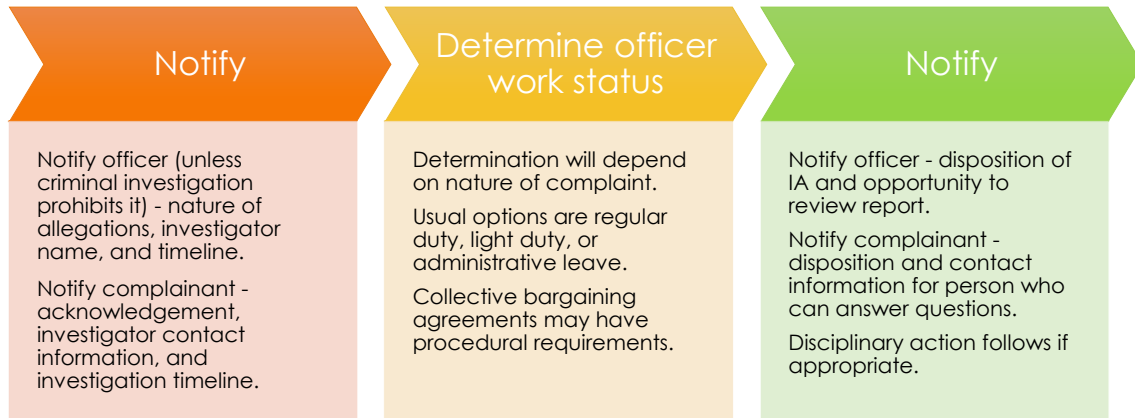 Notify
Notify officer (unless
criminal investigation
prohibits it) - nature of
allegations, investigator
name, and timeline.
Notify complainant -
acknowledgement,
investigator contact
information, and
investigation timeline.
Determine officer
work status
Determination will depend
on nature of complaint.
Usual options are regular
duty, light duty, or
administrative leave.
Collective bargaining
agreements may have
procedural requirements.
Notify
Notify officer - disposition of
IA and opportunity to
review report.
Notify complainant -
disposition and contact
information for person who
can answer questions.
Disciplinary action follows if
appropriate.